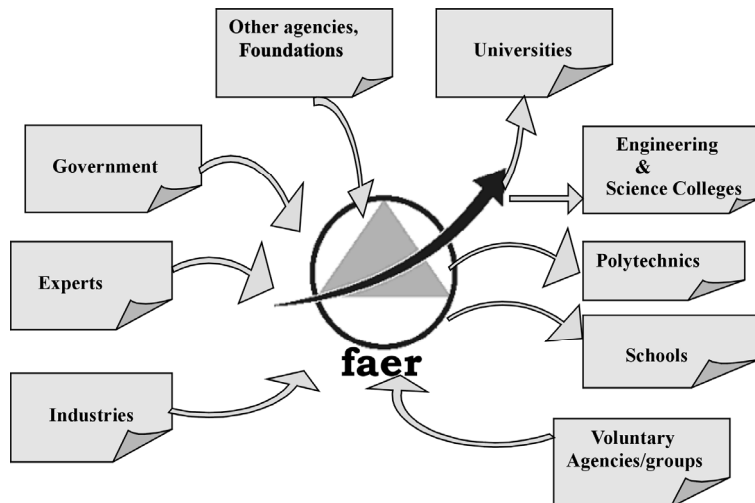 Other agencies,
Foundations
Universities
Government
Engineering
&
Science Colleges
Experts
Polytechnics
faer
Schools
Industries
Voluntary
Agencies/groups